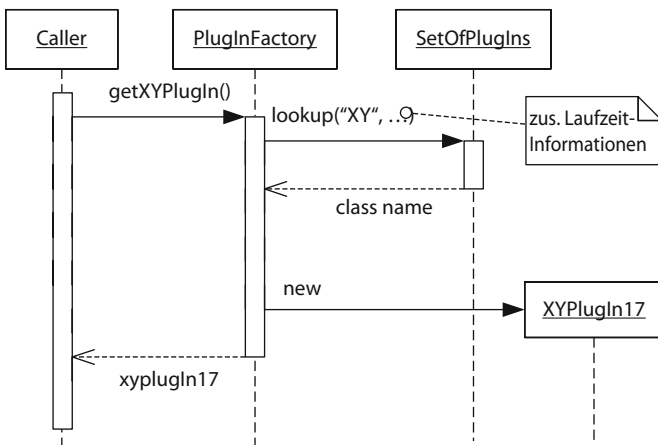 Caller
PlugInFactory
SetOfPlugIns
getXYPlugIn()
lookup(“XY“, ...)
zus. Laufzeit-
Informationen
class name
new
XYPlugIn17
xyplugIn17